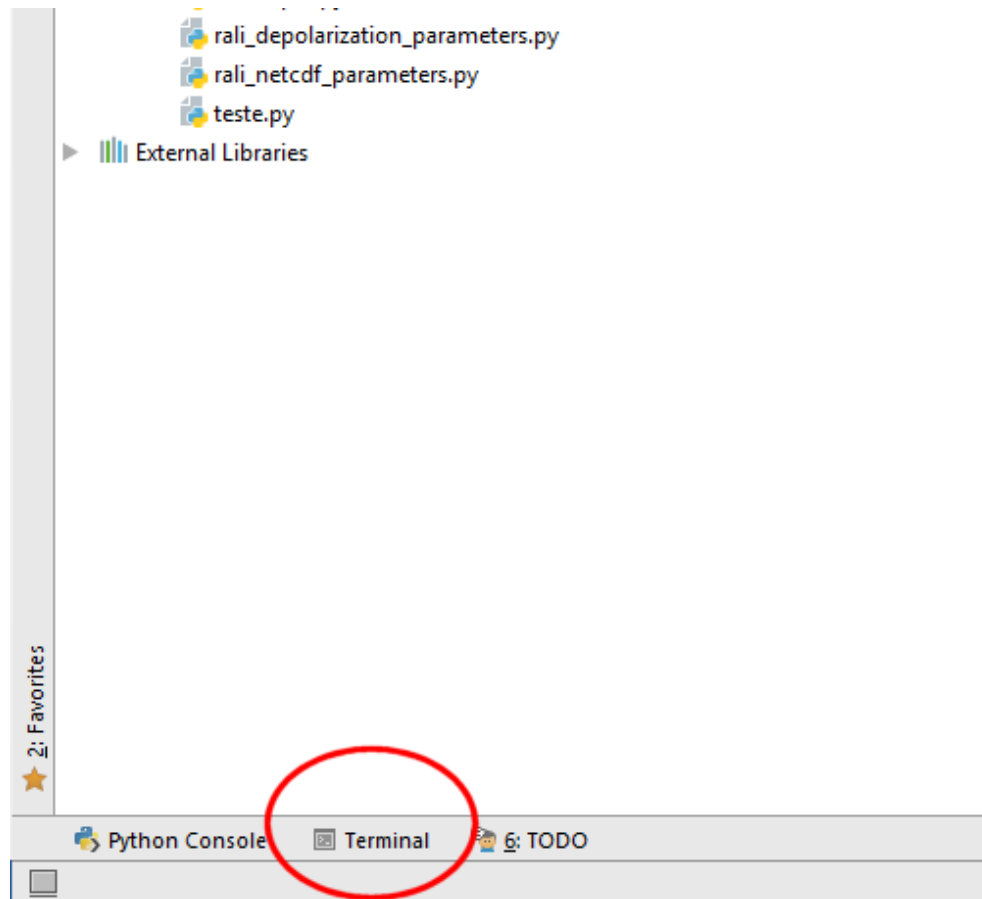 rali_depolarization_parameters.py
rali_netcdf_parameters.py
teste.py
External Libraries
2: Favorites
Python Console Terminal 6: TODO